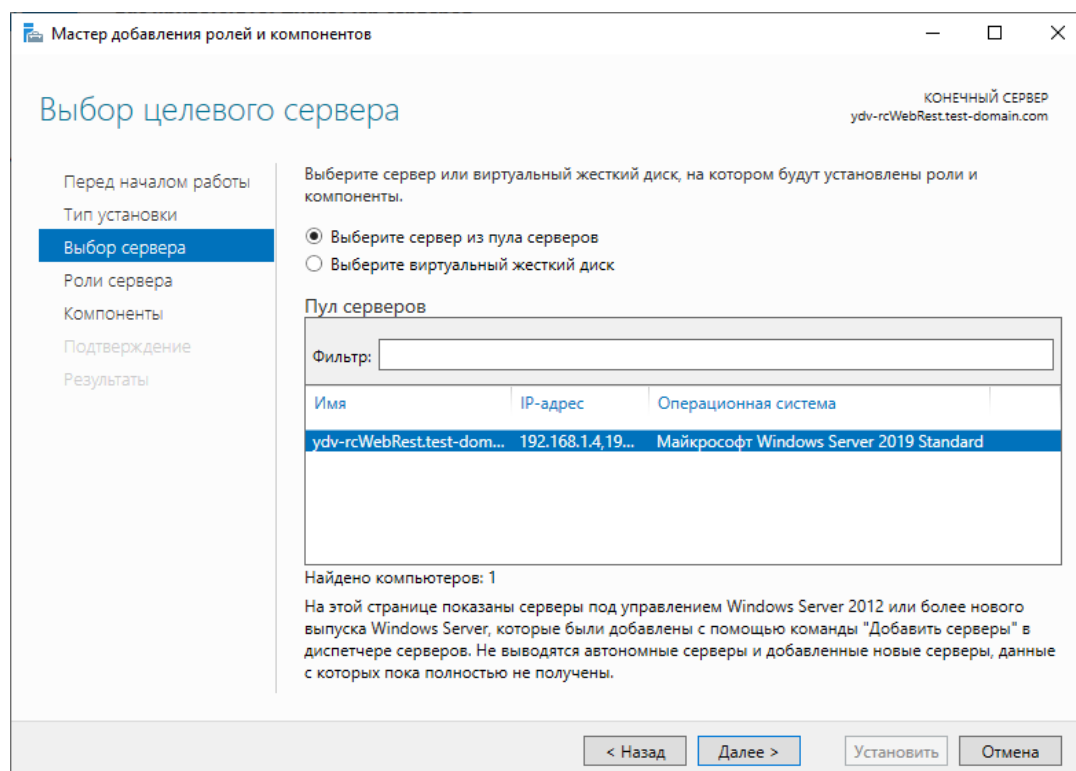 Мастер добавления ролей и компонентов
Выбор целевого сервера
КОНЕЧНЫЙ СЕРВЕР
ydv-rcWebRest.test-domain.com
Перед началом работы
Тип установки
Выбор сервера
Роли сервера
Компоненты
Подтверждение
Результаты
Выберите сервер или виртуальный жесткий диск, на котором будут установлены роли и
компоненты.
Выберите сервер из пула серверов
Выберите виртуальный жесткий диск
Пул серверов
Фильтр:
Имя IP-адрес Операционная система
ydv-rcWebRest.test-dom... 192.168.1.4,19... Майкрософт Windows Server 2019 Standard
Найдено компьютеров: 1
На этой странице показаны серверы под управлением Windows Server 2012 или более нового
выпуска Windows Server, которые были добавлены с помощью команды "Добавить серверы" в
диспетчере серверов. Не выводятся автономные серверы и добавленные новые серверы, данные
с которых пока полностью не получены.
< Назад Далее > Установить Отмена